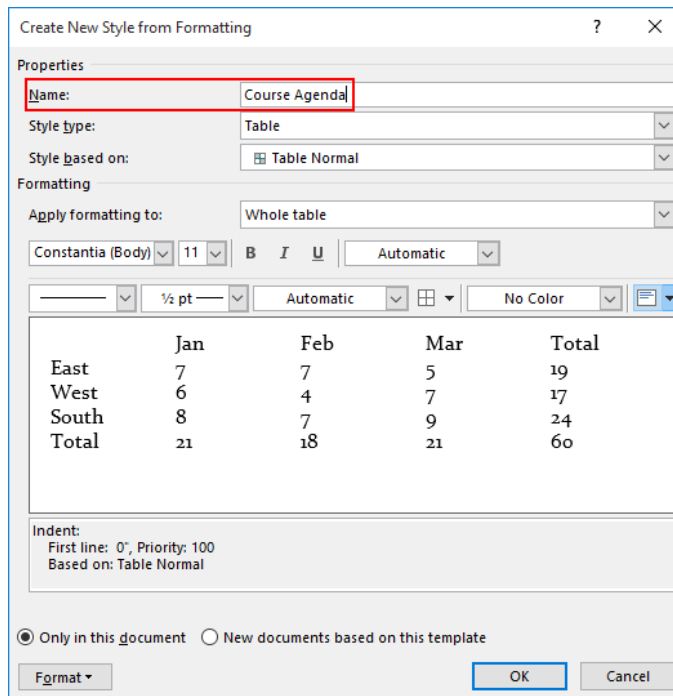 Create New Style from Formatting ?
Properties
Name: Course Agenda
Style type: Table
Style based on: Table Normal
Formatting
Apply formatting to: Whole table
Constantia (Body) 11 B I U Automatic
½ pt Automatic No Color
Jan Feb Mar Total
East 7 7 5 19
West 6 4 7 17
South 8 7 9 24
Total 21 18 21 60
Indent:
First line: 0", Priority: 100
Based on: Table Normal
Only in this document New documents based on this template
Format OK Cancel